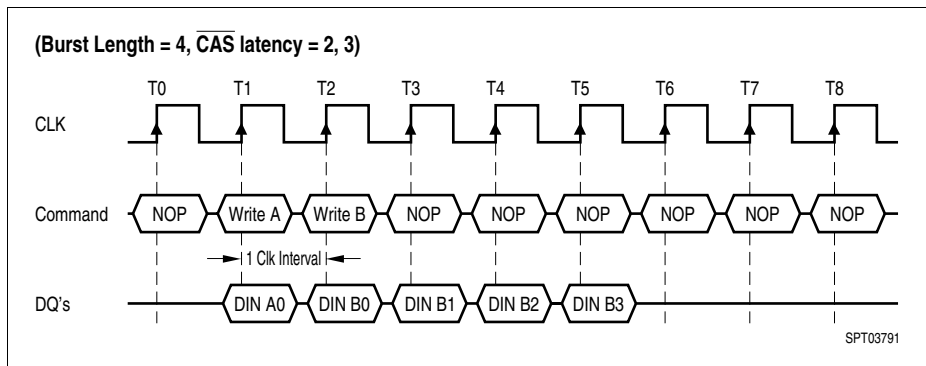 (Burst Length = 4, CAS latency = 2, 3)
T0 T1 T2 T3 T4 T5 T6 T7 T8
CLK
Command NOP Write A Write B NOP NOP NOP NOP NOP NOP
1 Clk Interval
DQ's DIN A0 DIN B0 DIN B1 DIN B2 DIN B3
SPT03791